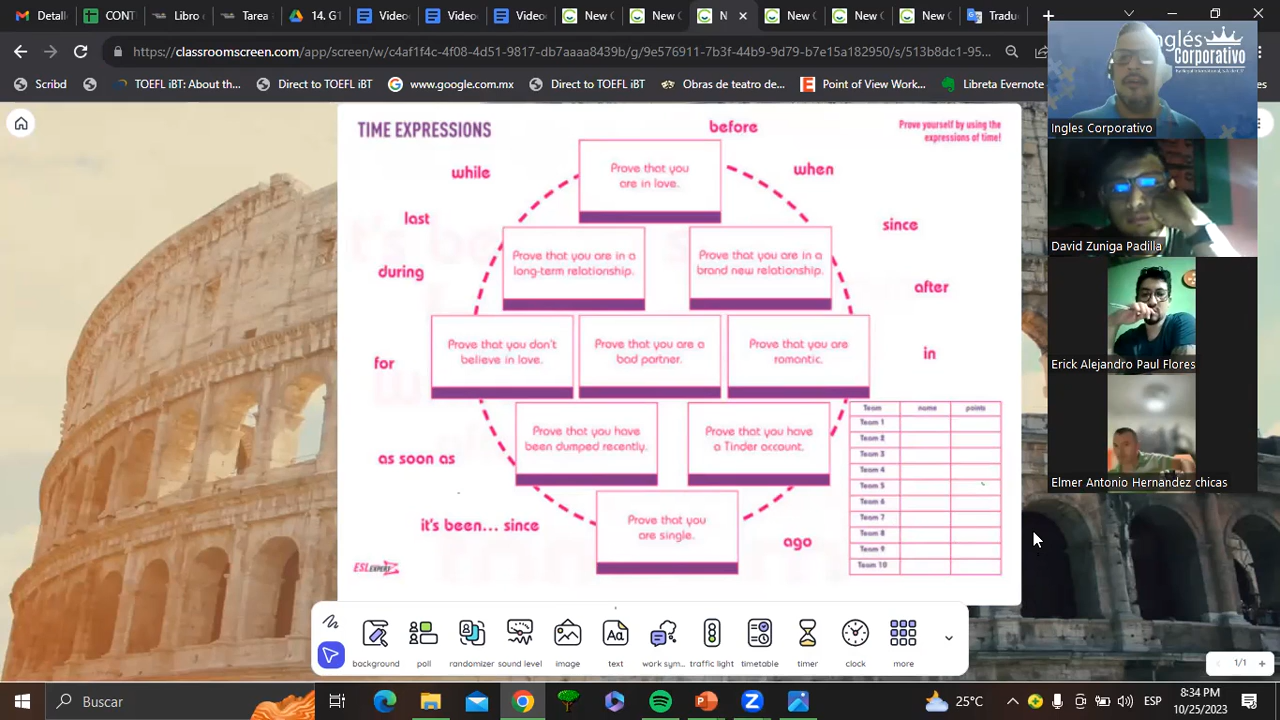 Detall
INC
Libro
Tarea
14. G1
Video
Video
Video
New C
New C
N
New C
New C
New C
Tradu
https://classroomscreen.com/app/screen/w/c4af1f4c-4f08-4d51-9817-db7aaaa8439b/g/9e576911-7b3f-44b9-9d79-b7e15a182950/s/513b8dc1-95...
Scribd
TOEFL iBT: About the...
Direct to TOEFL iBT
www.google.com.mx
Direct to TOEFL iBT
Obras de teatro de...
Point of View Work...
Libreta Evernote
Inglés
Corporativo
Ingles Corporativo
David Zuniga Padilla
Erick Alejandro Paul Flores
Elmer Antonio Hernandez chicas
TIME EXPRESSIONS
before
Prove yourself by using the
expressions of time!
while
when
last
since
during
after
for
in
as soon as
it's been... since
ago
Prove that you
are in love.
Prove that you are in a
long-term relationship.
Prove that you are in a
brand new relationship.
Prove that you don't
believe in love.
Prove that you are a
bad partner.
Prove that you are
romantic.
Prove that you have
been dumped recently.
Prove that you have
a Tinder account.
Prove that you
are single.
Team name points
Team 1
Team 2
Team 3
Team 4
Team 5
Team 6
Team 7
Team 8
Team 9
Team 10
ESL EXPERT
background
poll
randomizer
sound level
image
text
work sym...
traffic light
timetable
timer
clock
more
1/1
Buscar
25°C
ESP
8:34 PM
10/25/2023